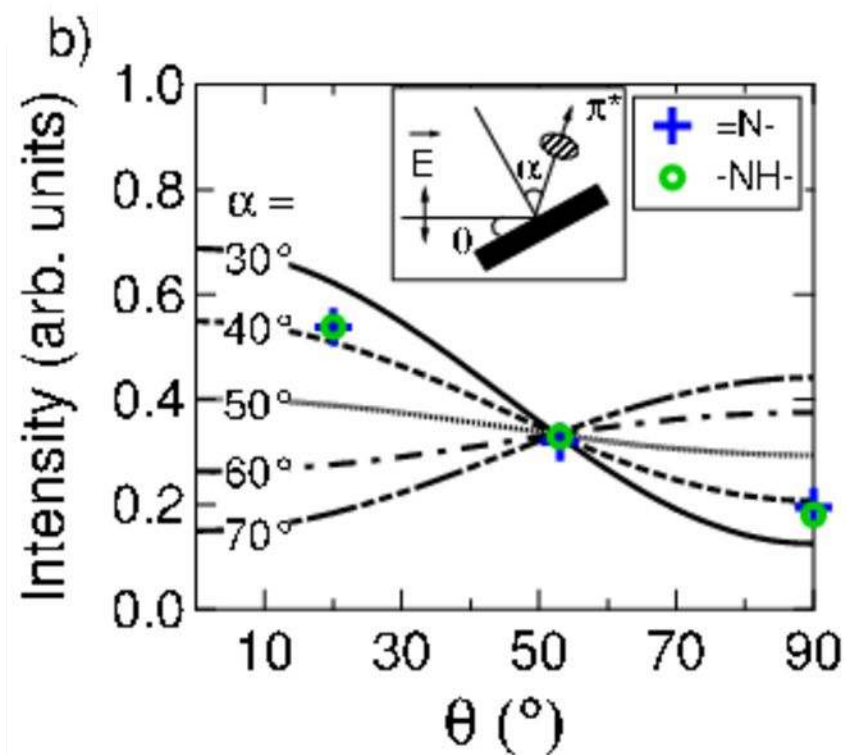 b)
Intensity (arb. units)
1.0
0.8
0.6
0.4
0.2
0.0
α =
30°
40°
50°
60°
70°
E
θ
α
π*
=N-
-NH-
10
30
50
70
90
θ (°)